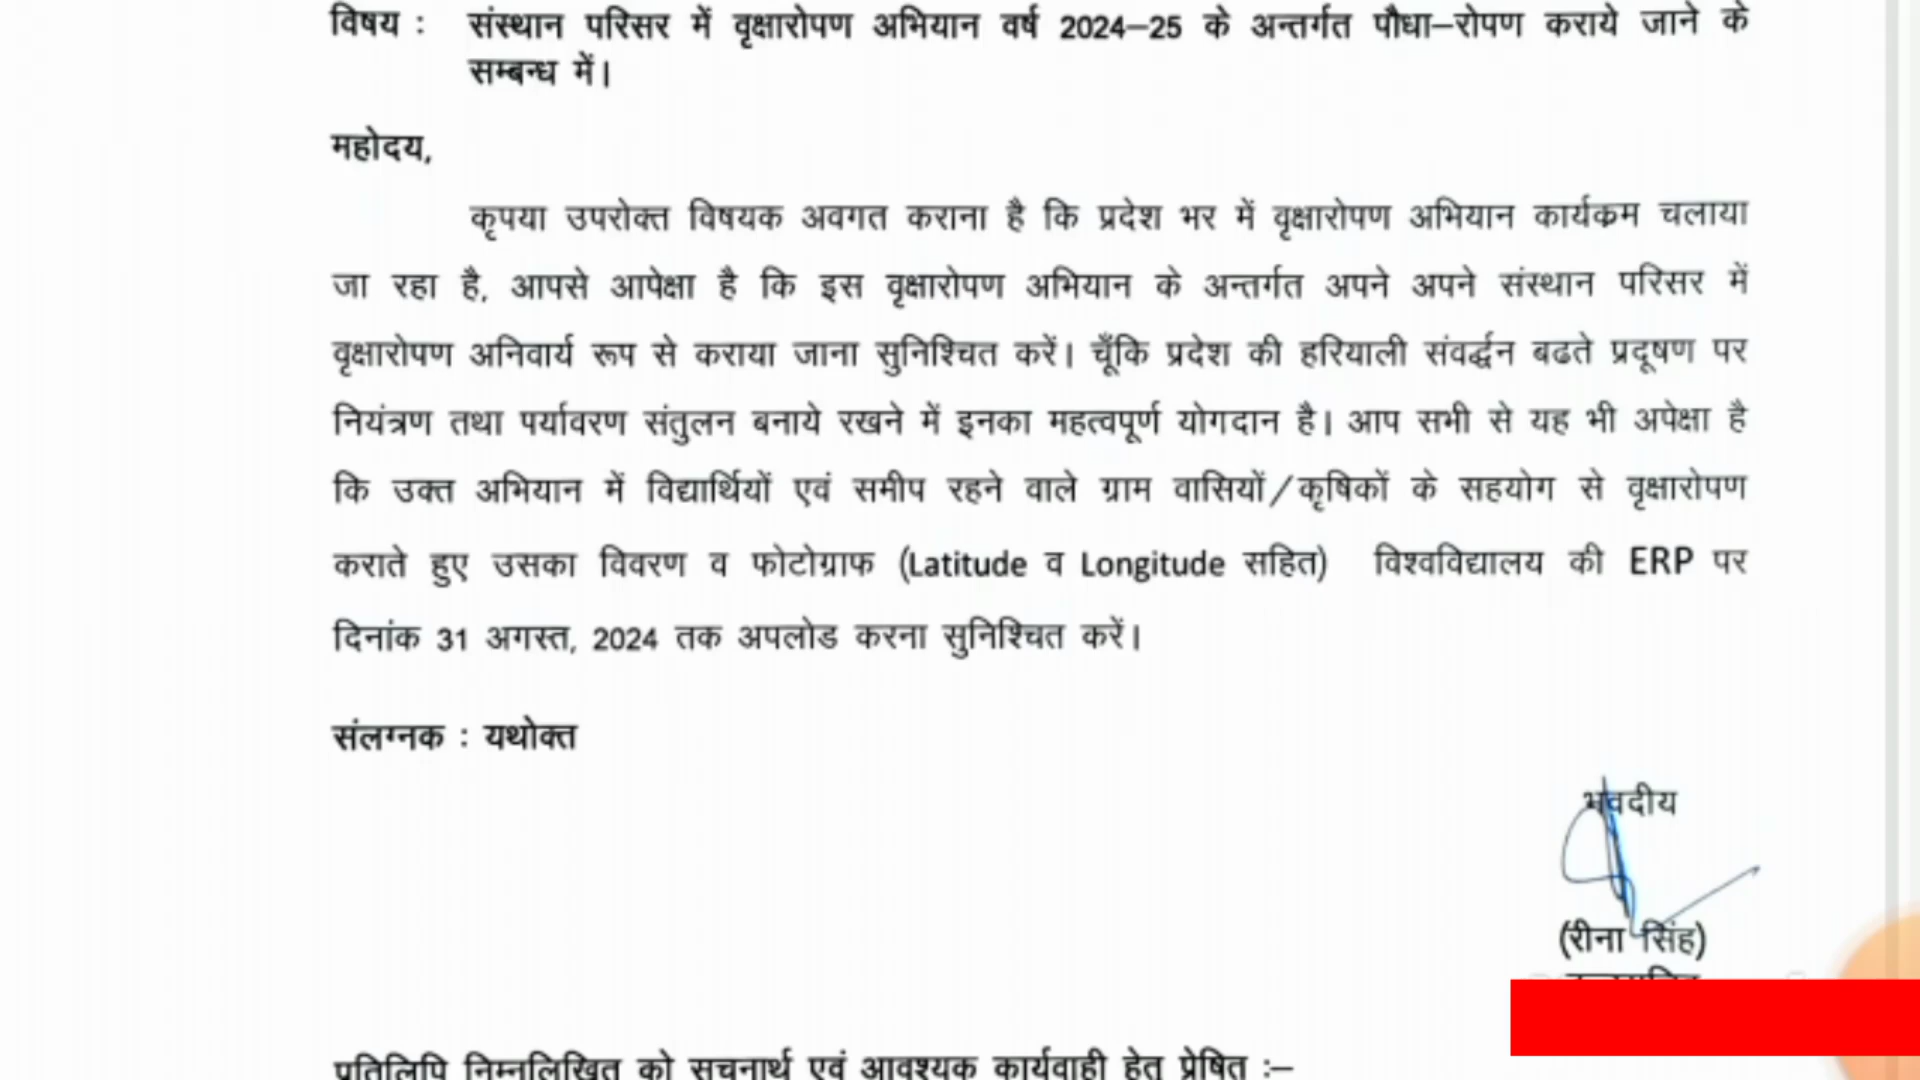 विषय : संस्थान परिसर में वृक्षारोपण अभियान वर्ष 2024–25 के अन्तर्गत पौधा–रोपण कराये जाने के
सम्बन्ध में।
महोदय,
कृपया उपरोक्त विषयक अवगत कराना है कि प्रदेश भर में वृक्षारोपण अभियान कार्यक्रम चलाया
जा रहा है, आपसे आपेक्षा है कि इस वृक्षारोपण अभियान के अन्तर्गत अपने अपने संस्थान परिसर में
वृक्षारोपण अनिवार्य रूप से कराया जाना सुनिश्चित करें। चूँकि प्रदेश की हरियाली संवर्द्धन बढते प्रदूषण पर
नियंत्रण तथा पर्यावरण संतुलन बनाये रखने में इनका महत्वपूर्ण योगदान है। आप सभी से यह भी अपेक्षा है
कि उक्त अभियान में विद्यार्थियों एवं समीप रहने वाले ग्राम वासियों/कृषिकों के सहयोग से वृक्षारोपण
कराते हुए उसका विवरण व फोटोग्राफ (Latitude व Longitude सहित) विश्वविद्यालय की ERP पर
दिनांक 31 अगस्त, 2024 तक अपलोड करना सुनिश्चित करें।
संलग्नक : यथोक्त
भवदीय
(रीना सिंह)
प्रतिलिपि निम्नलिखित को सूचनार्थ एवं आवश्यक कार्यवाही हेतु प्रेषित :–